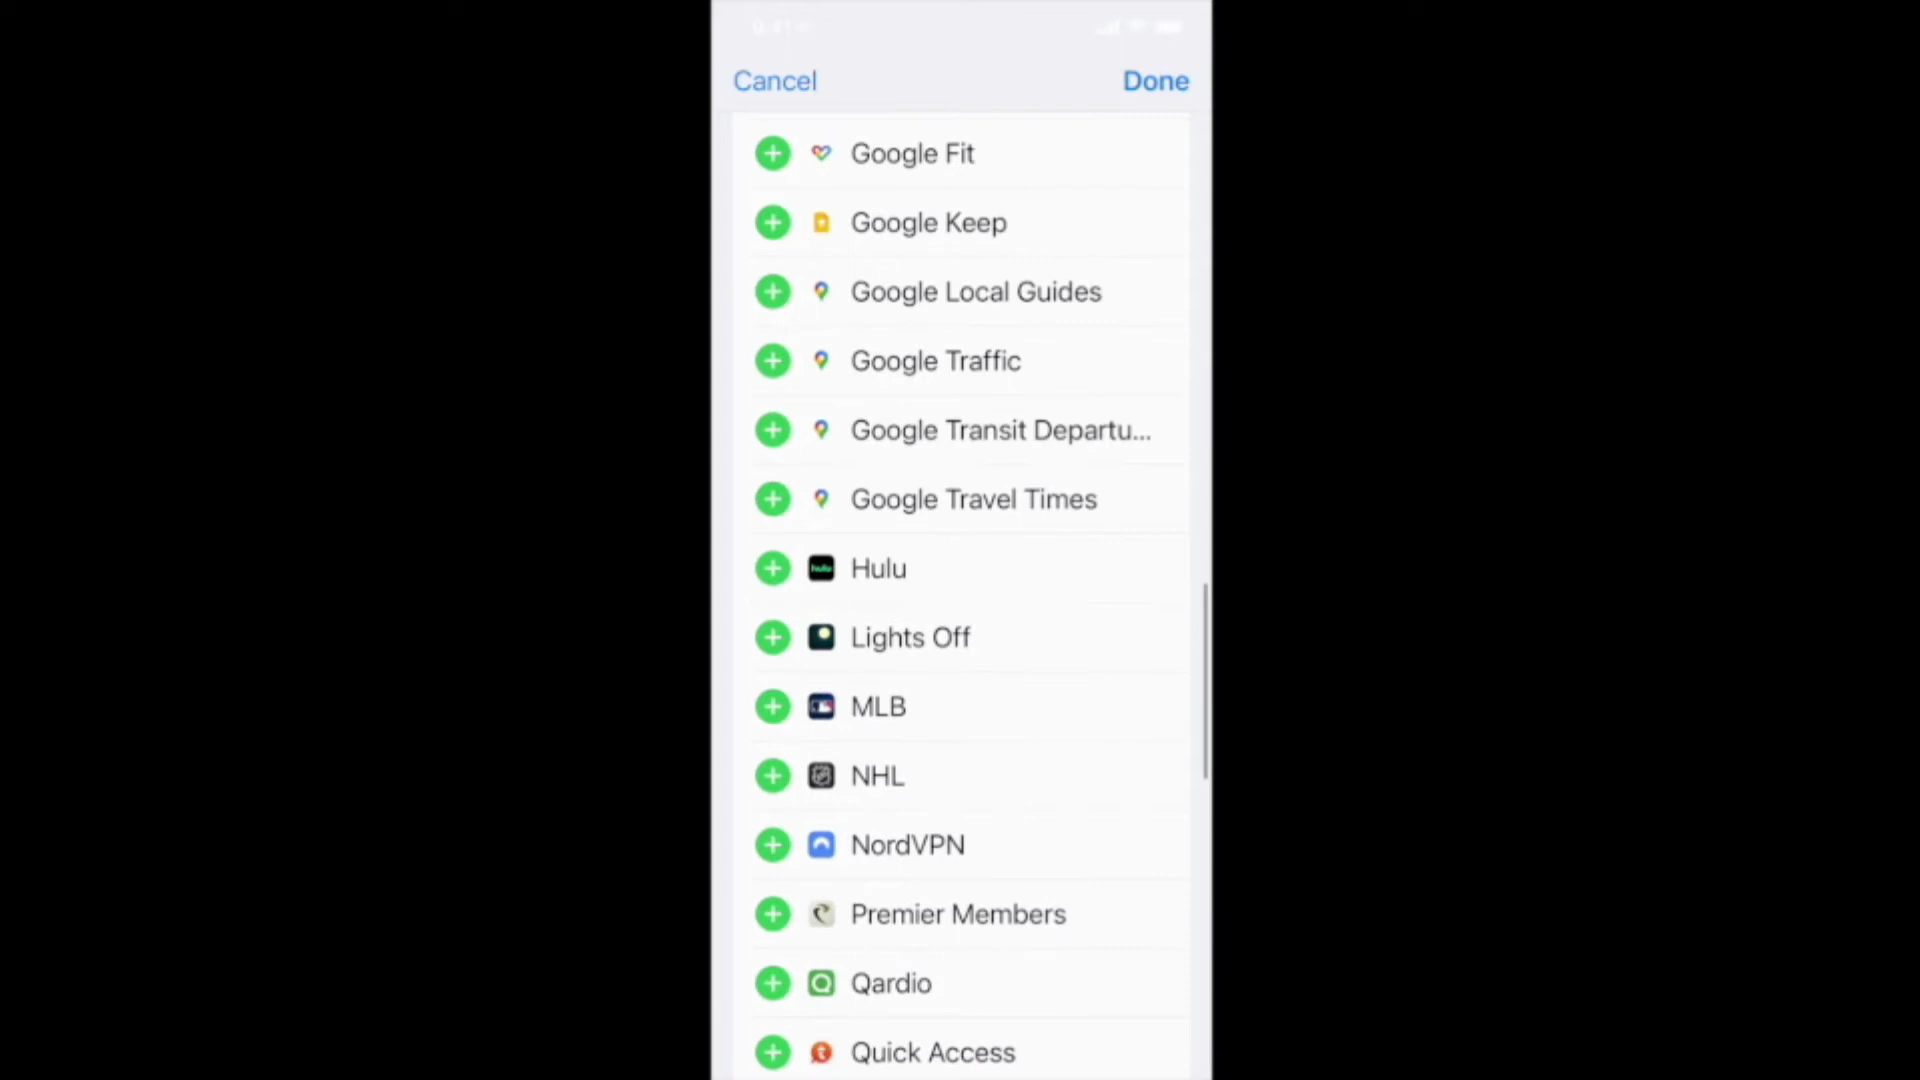 Cancel
Done
Google Fit
Google Keep
Google Local Guides
Google Traffic
Google Transit Departu...
Google Travel Times
hulu
Hulu
Lights Off
MLB
NHL
NordVPN
Premier Members
Qardio
Quick Access